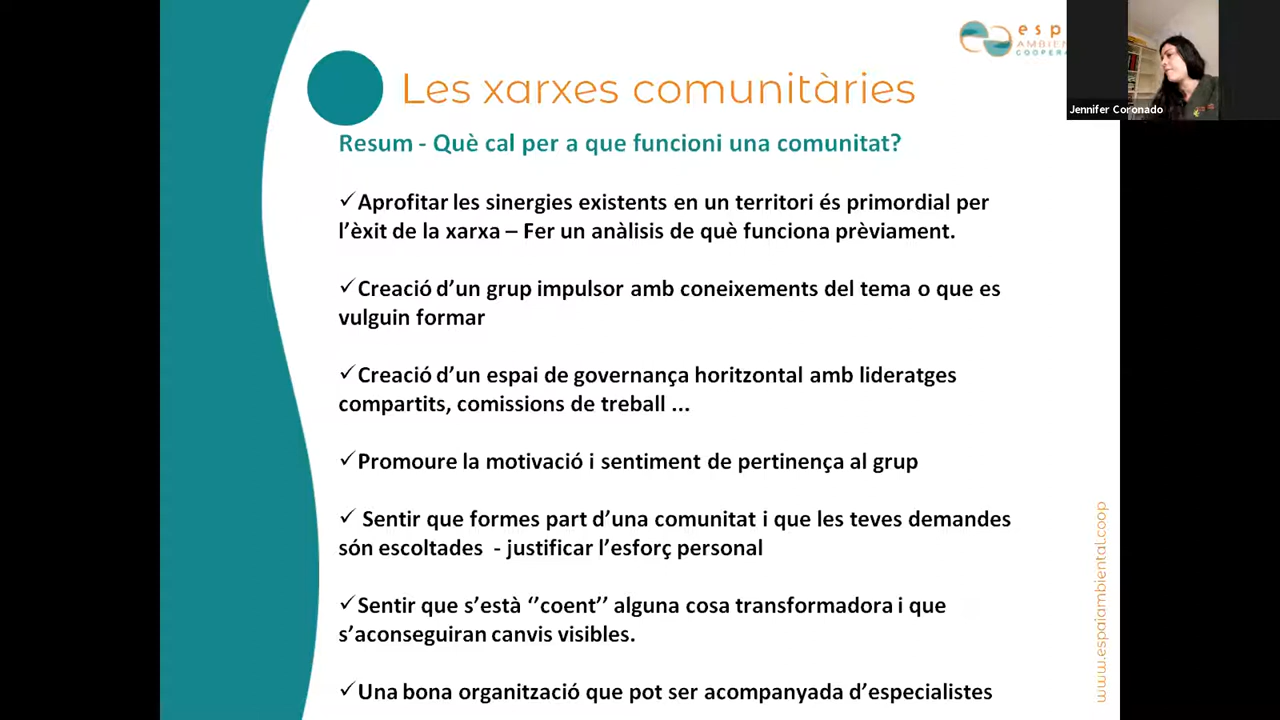 Les xarxes comunitàries
Resum - Què cal per a que funcioni una comunitat?
✓Aprofitar les sinergies existents en un territori és primordial per
l’èxit de la xarxa – Fer un anàlisis de què funciona prèviament.
✓Creació d’un grup impulsor amb coneixements del tema o que es
vulguin formar
✓Creació d’un espai de governança horitzontal amb lideratges
compartits, comissions de treball ...
✓Promoure la motivació i sentiment de pertinença al grup
✓ Sentir que formes part d’una comunitat i que les teves demandes
són escoltades - justificar l’esforç personal
✓Sentir que s’està ‘’coent’’ alguna cosa transformadora i que
s’aconseguiran canvis visibles.
✓Una bona organització que pot ser acompanyada d’especialistes
Jennifer Coronado
www.espaiambiental.coop